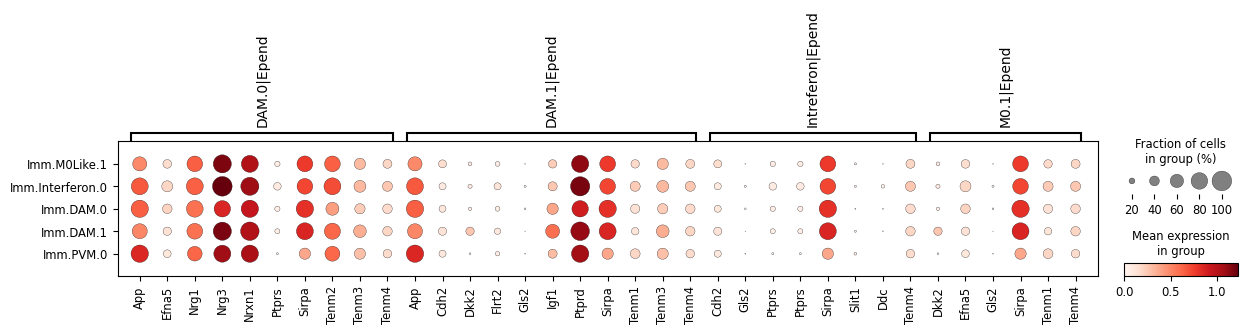 DAM.0|Epend
DAM.1|Epend
Intreferon|Epend
M0.1|Epend
Imm.M0Like.1
Imm.Interferon.0
Imm.DAM.0
Imm.DAM.1
Imm.PVM.0
App
Efna5
Nrg1
Nrg3
Nrxn1
Ptprs
Sirpa
Tenm2
Tenm3
Tenm4
App
Cdh2
Dkk2
Flrt2
Gls2
Igf1
Ptprd
Sirpa
Tenm1
Tenm3
Tenm4
Cdh2
Gls2
Ptprs
Ptprs
Sirpa
Slit1
Ddc
Tenm4
Dkk2
Efna5
Gls2
Sirpa
Tenm1
Tenm4
Fraction of cells
in group (%)
20 40 60 80 100
Mean expression
in group
0.0 0.5 1.0